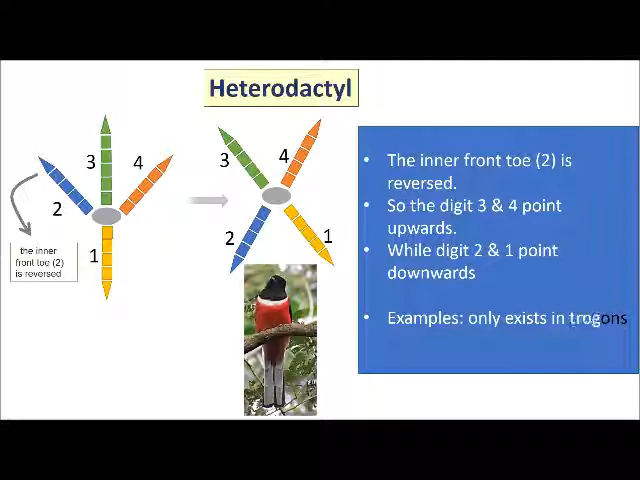 Heterodactyl
3
4
2
1
the inner
front toe (2)
is reversed
3
4
2
1
• The inner front toe (2) is
reversed.
• So the digit 3 & 4 point
upwards.
• While digit 2 & 1 point
downwards
• Examples: only exists in trogons